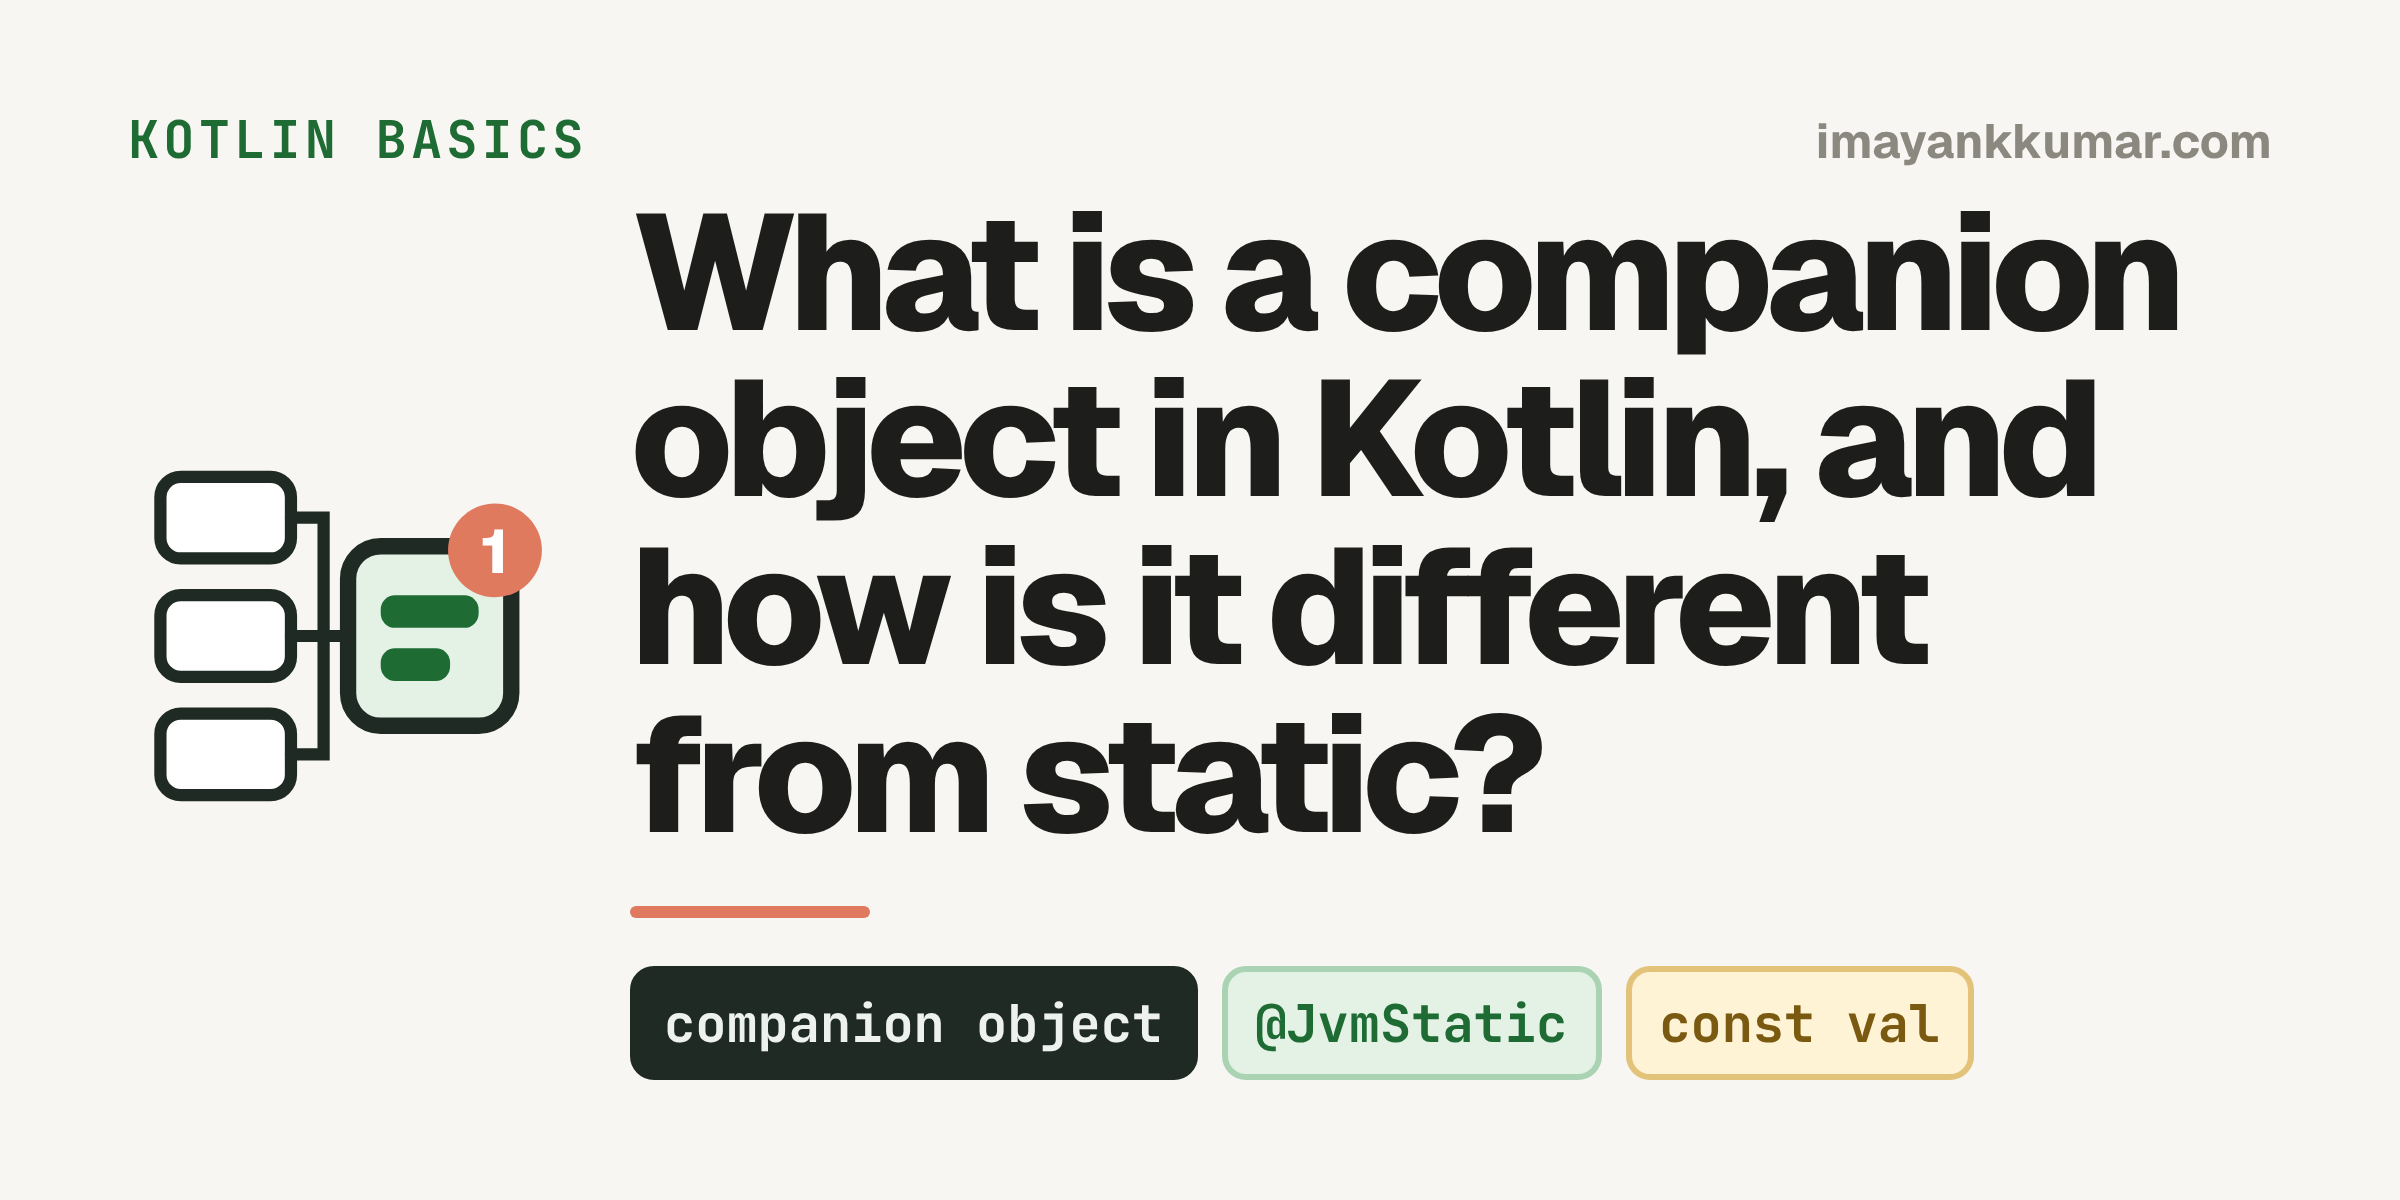 KOTLIN BASICS
imayankkumar.com
What is a companion
object in Kotlin, and
how is it different
from static?
1
companion object
@JvmStatic
const val